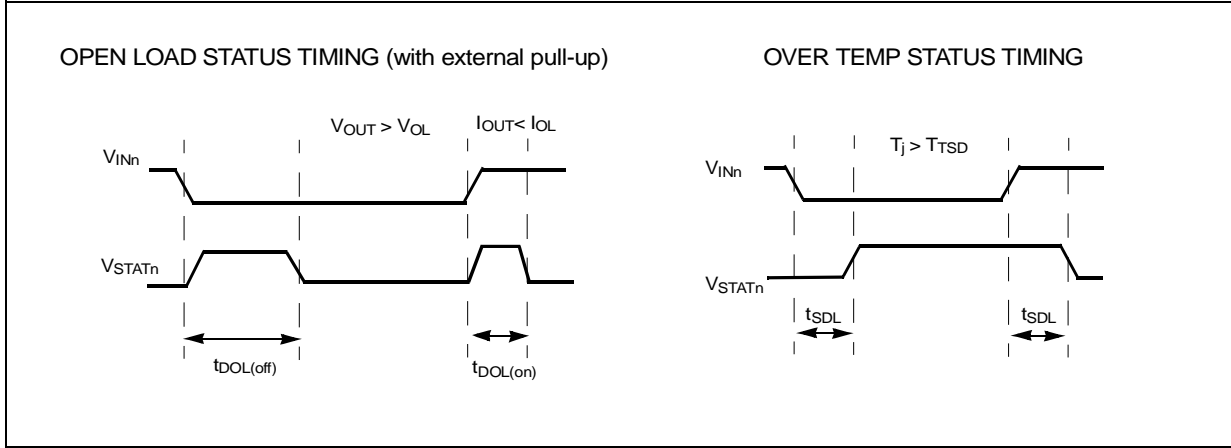 OPEN LOAD STATUS TIMING (with external pull-up)
VOUT > VOL
IOUT< IOL
VINn
VSTATn
tDOL(off)
tDOL(on)
OVER TEMP STATUS TIMING
Tj > TTSD
VINn
VSTATn
tSDL
tSDL